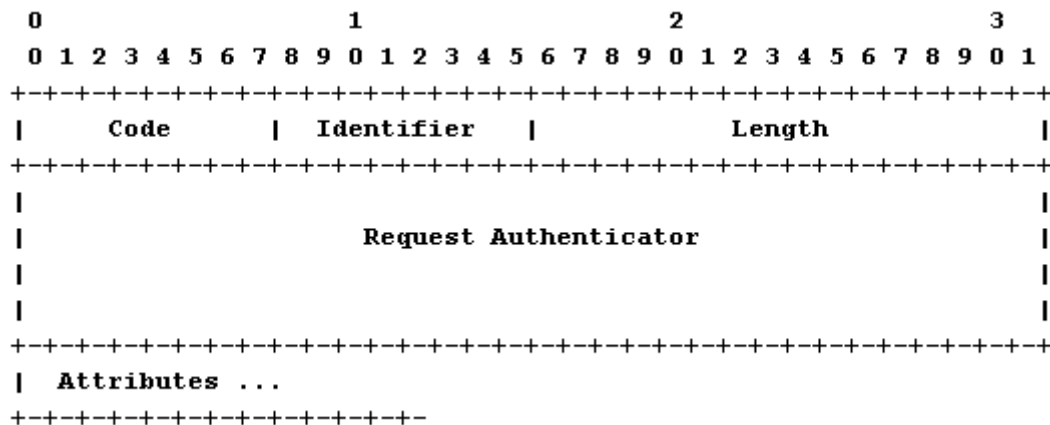 0                   1                   2                   3
 0 1 2 3 4 5 6 7 8 9 0 1 2 3 4 5 6 7 8 9 0 1 2 3 4 5 6 7 8 9 0 1
+-+-+-+-+-+-+-+-+-+-+-+-+-+-+-+-+-+-+-+-+-+-+-+-+-+-+-+-+-+-+-+-+
|     Code      |  Identifier   |            Length             |
+-+-+-+-+-+-+-+-+-+-+-+-+-+-+-+-+-+-+-+-+-+-+-+-+-+-+-+-+-+-+-+-+
|                                                               |
|                     Request Authenticator                     |
|                                                               |
|                                                               |
+-+-+-+-+-+-+-+-+-+-+-+-+-+-+-+-+-+-+-+-+-+-+-+-+-+-+-+-+-+-+-+-+
|  Attributes ...
+-+-+-+-+-+-+-+-+-+-+-+-+-